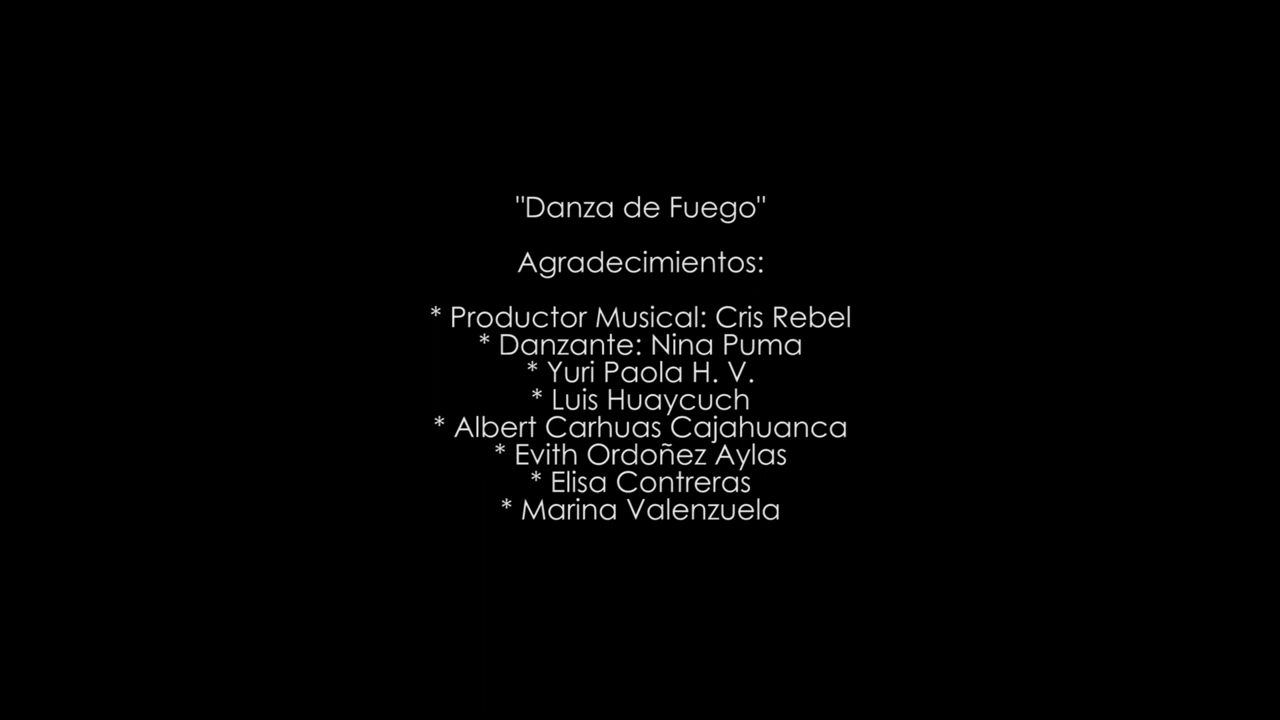 "Danza de Fuego"
Agradecimientos:
* Productor Musical: Cris Rebel
* Danzante: Nina Puma
* Yuri Paola H. V.
* Luis Huaycuch
* Albert Carhuas Cajahuanca
* Evith Ordoñez Aylas
* Elisa Contreras
* Marina Valenzuela